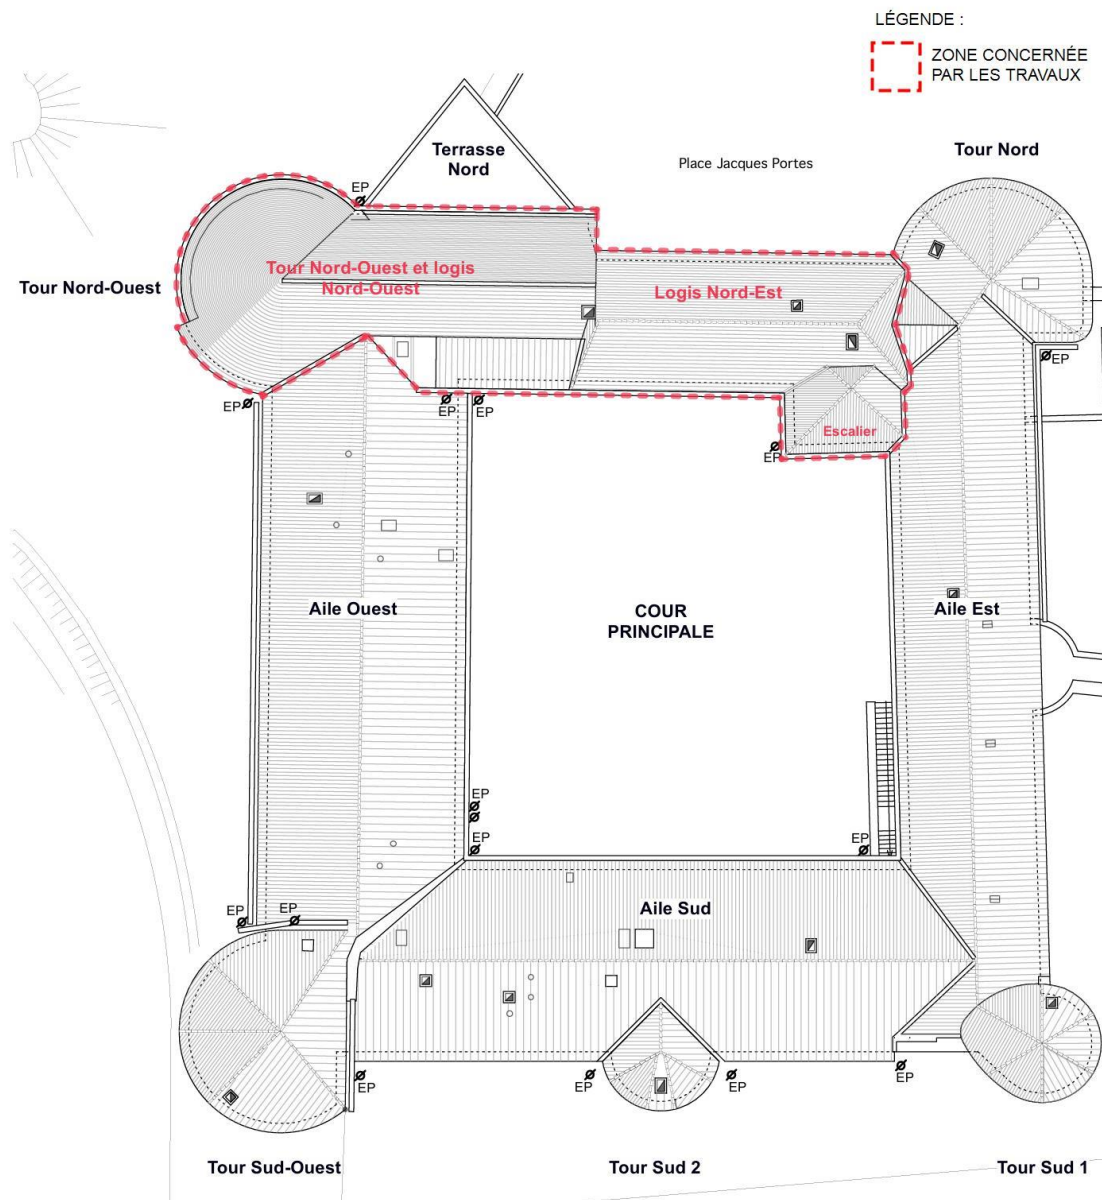 LÉGENDE :
ZONE CONCERNÉE
PAR LES TRAVAUX
Terrasse
Nord
Place Jacques Portes
Tour Nord
EP
Tour Nord-Ouest
Tour Nord-Ouest et logis
Nord-Ouest
Logis Nord-Est
EP
EP
EP
EP
Escalier
EP
Aile Ouest
COUR
PRINCIPALE
Aile Est
EP
EP
EP
EP
EP
Aile Sud
EP
EP
EP
EP
Tour Sud-Ouest
Tour Sud 2
Tour Sud 1